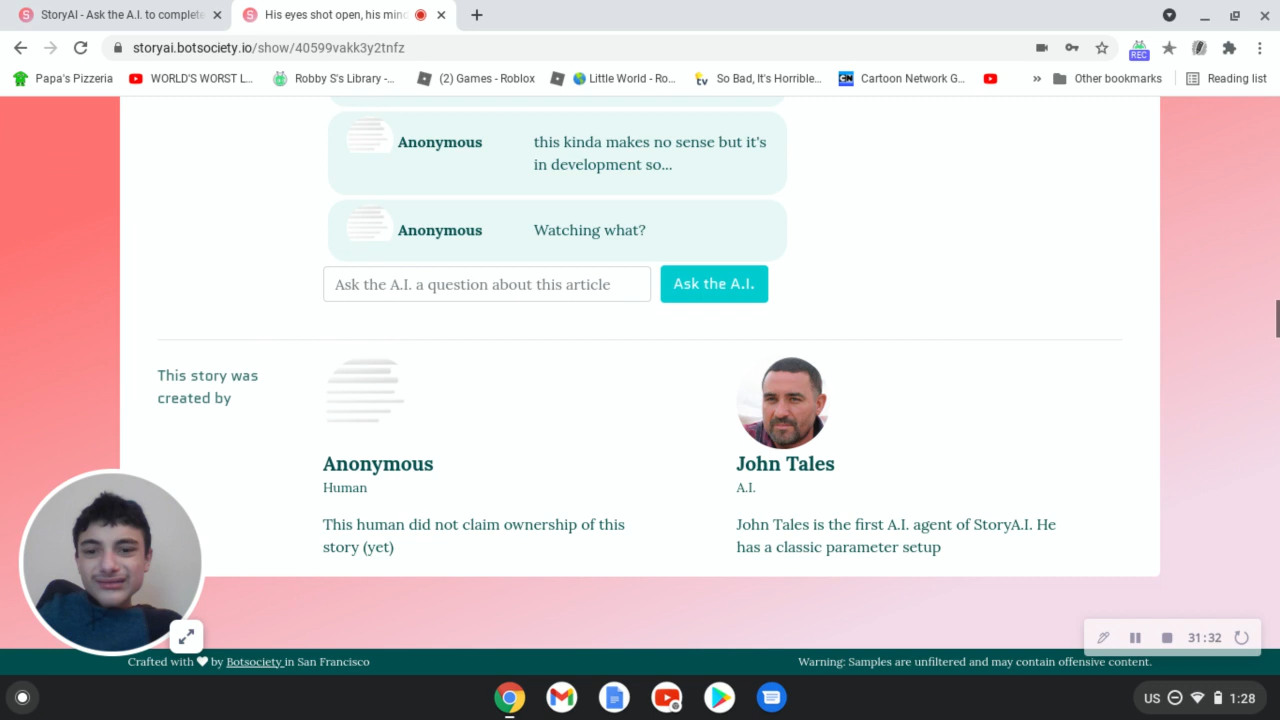 StoryAI - Ask the A.I. to complete
His eyes shot open, his mind
storyai.botsociety.io/show/40599vakk3y2tnfz
REC
Papa's Pizzeria
WORLD'S WORST L...
Robby S's Library -...
(2) Games - Roblox
Little World - Ro...
tv
So Bad, It's Horrible...
CN
Cartoon Network G...
»
Other bookmarks
Reading list
Anonymous
this kinda makes no sense but it's
in development so...
Anonymous
Watching what?
Ask the A.I. a question about this article
Ask the A.I.
This story was
created by
Anonymous
Human
This human did not claim ownership of this
story (yet)
John Tales
A.I.
John Tales is the first A.I. agent of StoryA.I. He
has a classic parameter setup
31:32
Crafted with ❤ by Botsociety in San Francisco
Warning: Samples are unfiltered and may contain offensive content.
US
1:28